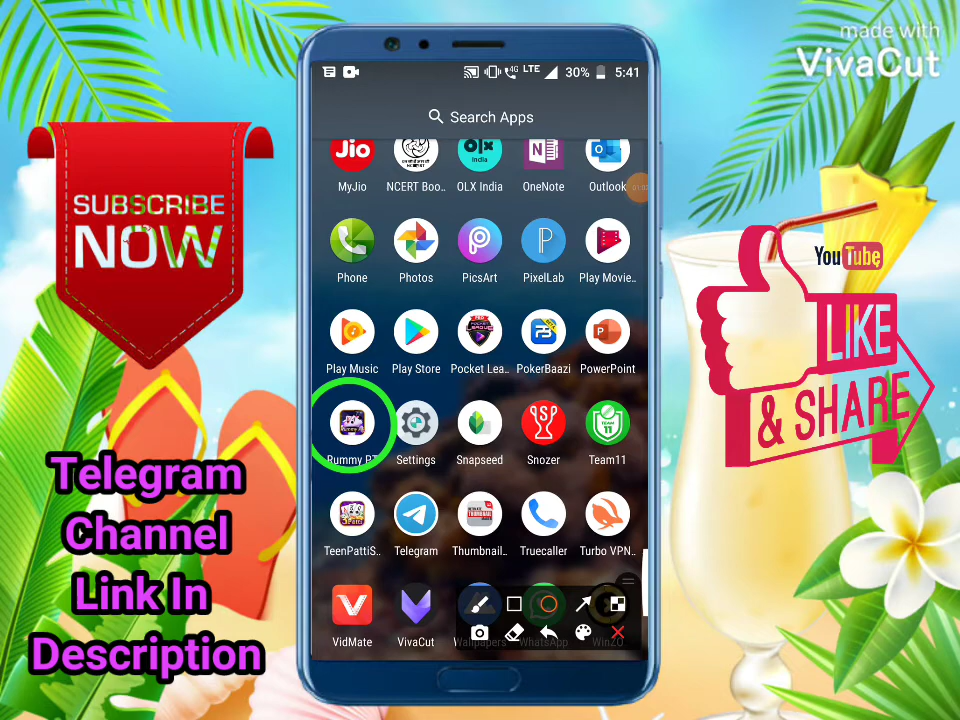 made with
VivaCut
4G LTE 30% 5:41
Search Apps
Jio
olx
India
N
MyJio NCERT Boo.. OLX India OneNote Outlook
SUBSCRIBE
NOW
YouTube
Phone Photos PicsArt PixelLab Play Movie..
LIKE
& SHARE
Play Music Play Store Pocket Lea.. PokerBaazi PowerPoint
TEAM
11
Rummy PT Settings Snapseed Snozer Team11
Telegram
Channel
Link In
Description
TeenPattiS.. Telegram Thumbnail.. Truecaller Turbo VPN..
VidMate VivaCut Wallpapers WhatsApp WinZO